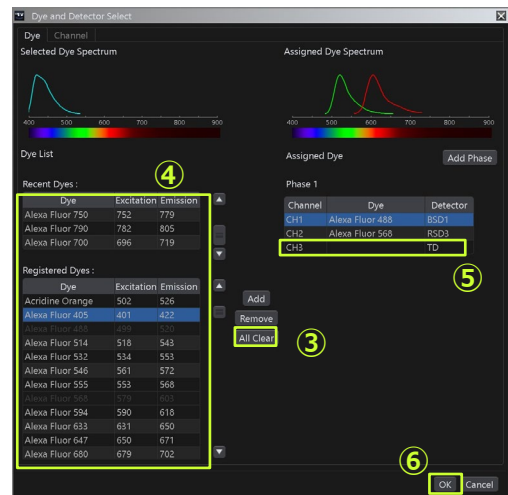 Dye and Detector Select
Dye Channel
Selected Dye Spectrum
Assigned Dye Spectrum
400 500 600 700 800 900
400 500 600 700 800 900
Dye List
④
Assigned Dye
Add Phase
Recent Dyes :
Phase 1
Dye Excitation Emission
Alexa Fluor 750 752 779
Alexa Fluor 790 782 805
Alexa Fluor 700 696 719
Channel Dye Detector
CH1 Alexa Fluor 488 BSD1
CH2 Alexa Fluor 568 RSD3
CH3 TD
⑤
Registered Dyes :
Dye Excitation Emission
Acridine Orange 502 526
Alexa Fluor 405 401 422
Alexa Fluor 488 499 520
Alexa Fluor 514 518 543
Alexa Fluor 532 534 553
Alexa Fluor 546 561 572
Alexa Fluor 555 553 568
Alexa Fluor 568 579 603
Alexa Fluor 594 590 618
Alexa Fluor 633 631 650
Alexa Fluor 647 650 671
Alexa Fluor 680 679 702
Add
Remove
All Clear
③
⑥
OK Cancel